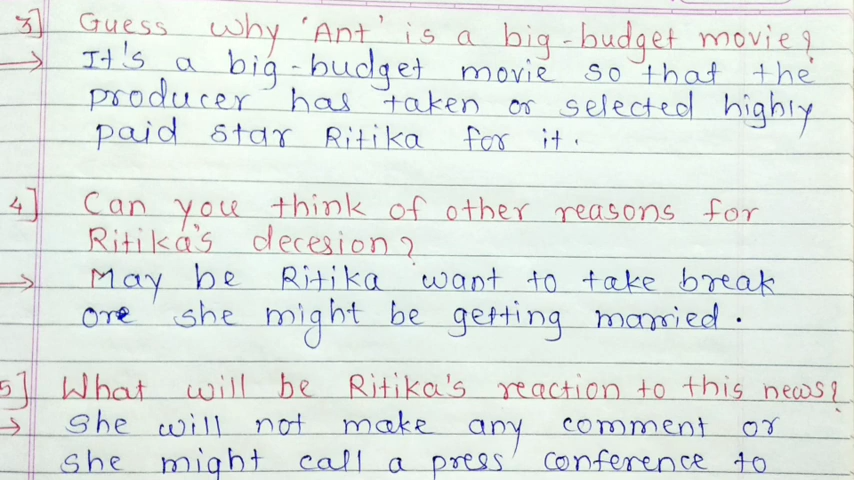 3] Guess why 'Ant' is a big-budget movie?
→ It's a big-budget movie so that the
producer has taken or selected highly
paid star Ritika for it.
4] Can you think of other reasons for
Ritika's decesion?
→ May be Ritika want to take break
ore she might be getting married.
5] What will be Ritika's reaction to this news?
→ She will not make any comment or
she might call a press conference to